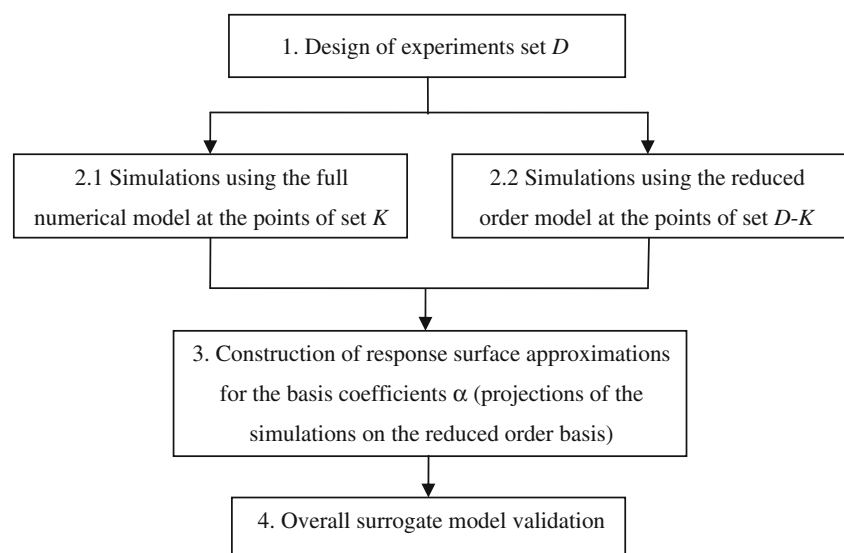 1. Design of experiments set D
2.1 Simulations using the full
numerical model at the points of set K
2.2 Simulations using the reduced
order model at the points of set D-K
3. Construction of response surface approximations
for the basis coefficients α (projections of the
simulations on the reduced order basis)
4. Overall surrogate model validation